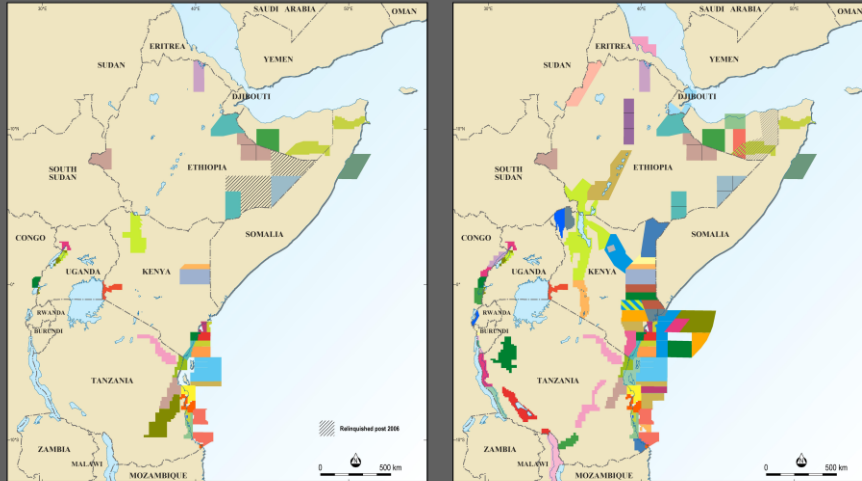 SAUDI ARABIA
OMAN
ERITREA
YEMEN
SUDAN
DJIBOUTI
SOUTH
SUDAN
ETHIOPIA
SOMALIA
CONGO
UGANDA
KENYA
RWANDA
BURUNDI
TANZANIA
Relinquished post 2006
ZAMBIA
MALAWI
MOZAMBIQUE
0 500 km
SAUDI ARABIA
OMAN
ERITREA
YEMEN
SUDAN
DJIBOUTI
SOUTH
SUDAN
ETHIOPIA
SOMALIA
CONGO
UGANDA
KENYA
RWANDA
BURUNDI
TANZANIA
ZAMBIA
MALAWI
MOZAMBIQUE
0 500 km